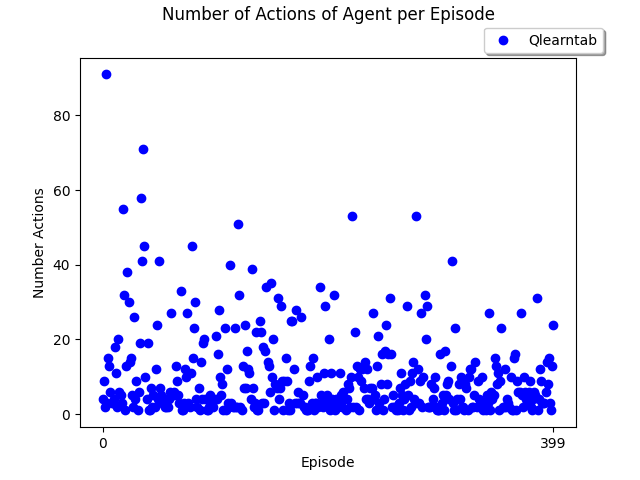 Number of Actions of Agent per Episode
Qlearntab
80
60
40
20
0
Number Actions
0
399
Episode